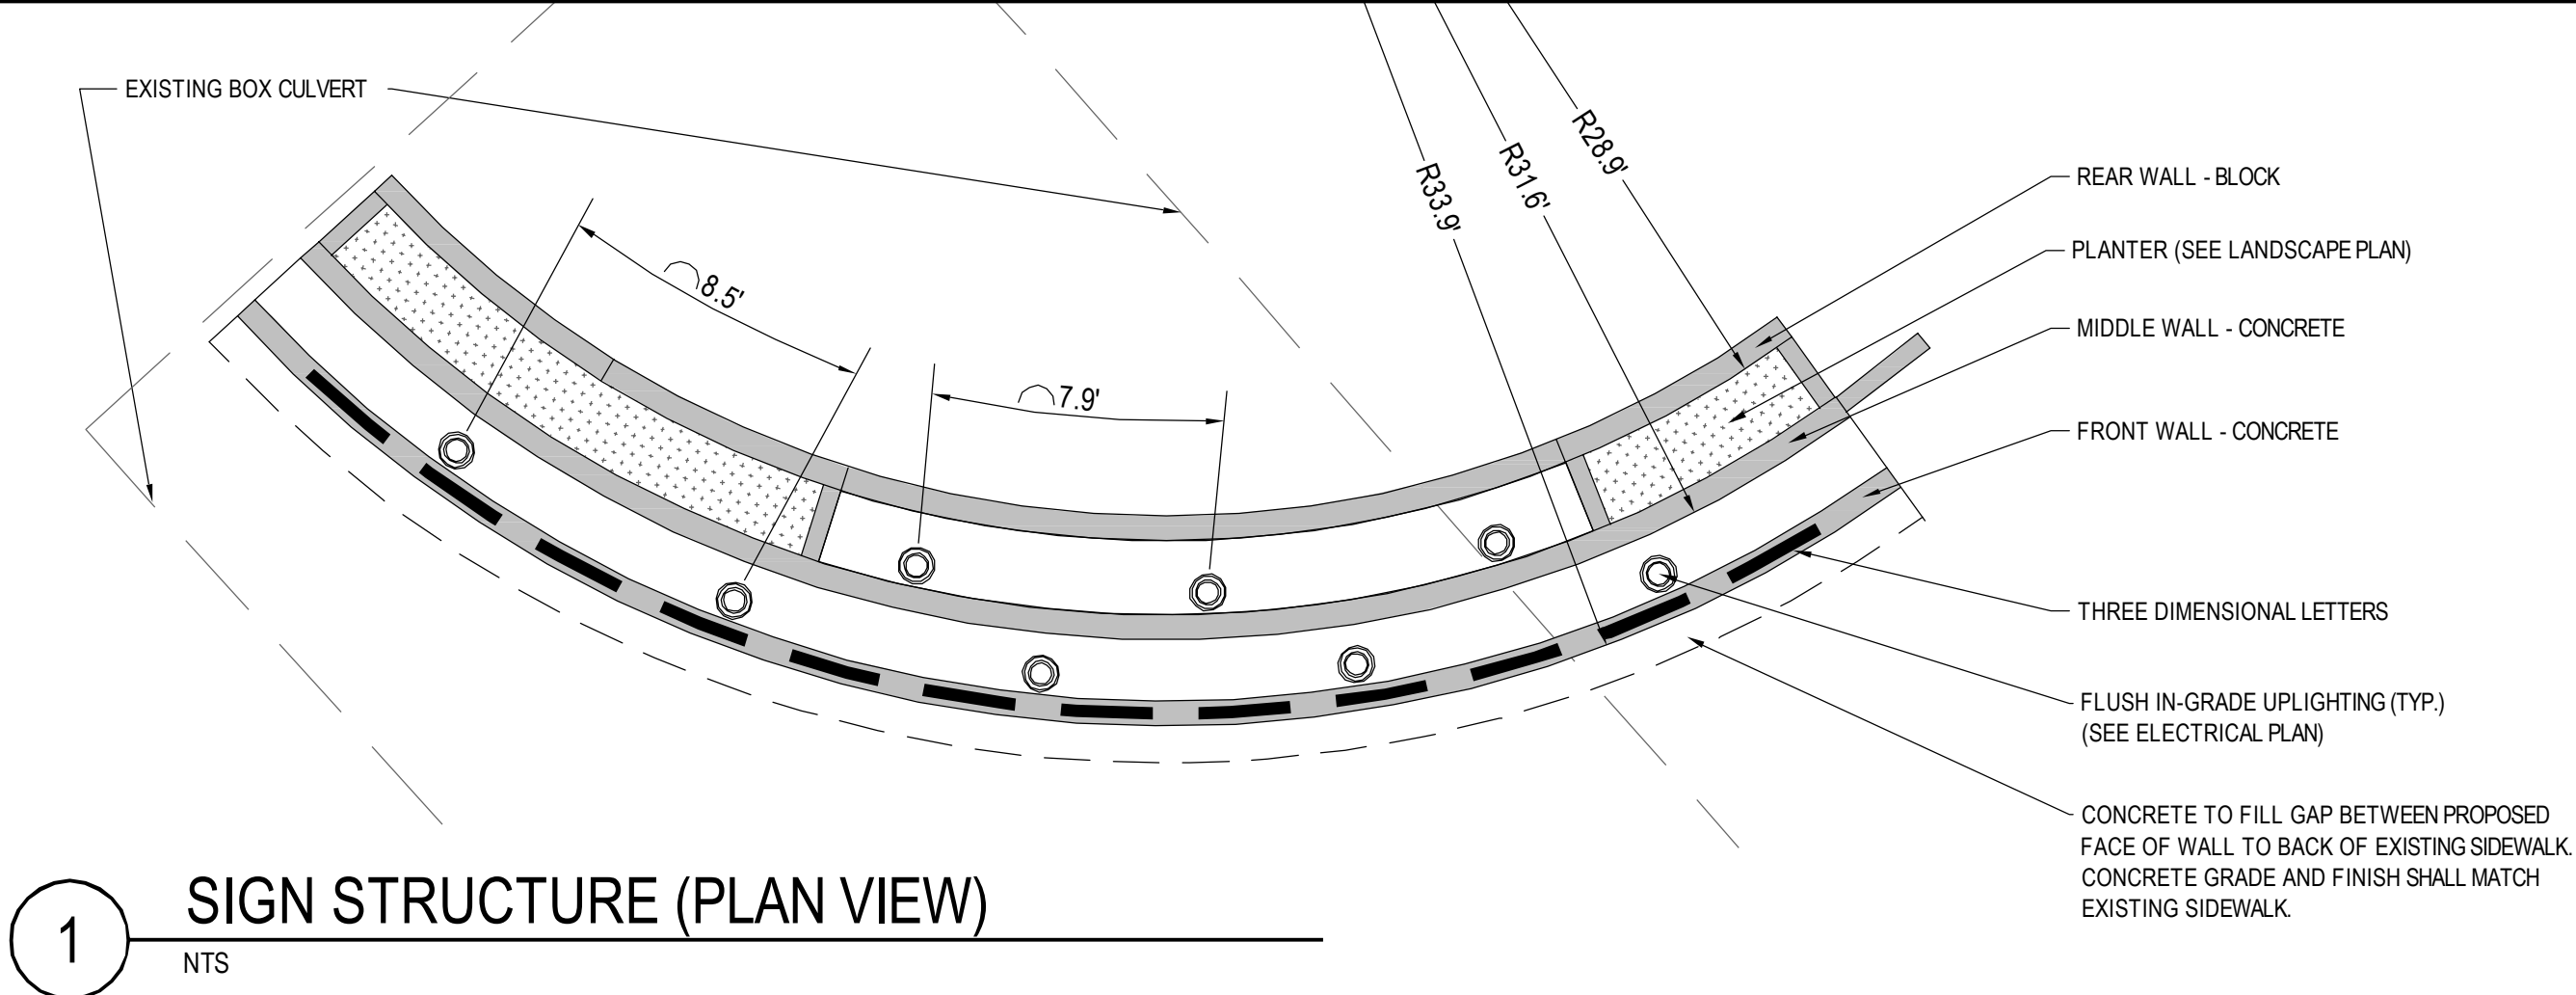 EXISTING BOX CULVERT
8.5'
7.9'
R33.9'
R31.6'
R28.9'
REAR WALL - BLOCK
PLANTER (SEE LANDSCAPE PLAN)
MIDDLE WALL - CONCRETE
FRONT WALL - CONCRETE
THREE DIMENSIONAL LETTERS
FLUSH IN-GRADE UPLIGHTING (TYP.)
(SEE ELECTRICAL PLAN)
CONCRETE TO FILL GAP BETWEEN PROPOSED
FACE OF WALL TO BACK OF EXISTING SIDEWALK.
CONCRETE GRADE AND FINISH SHALL MATCH
EXISTING SIDEWALK.
1
SIGN STRUCTURE (PLAN VIEW)
NTS